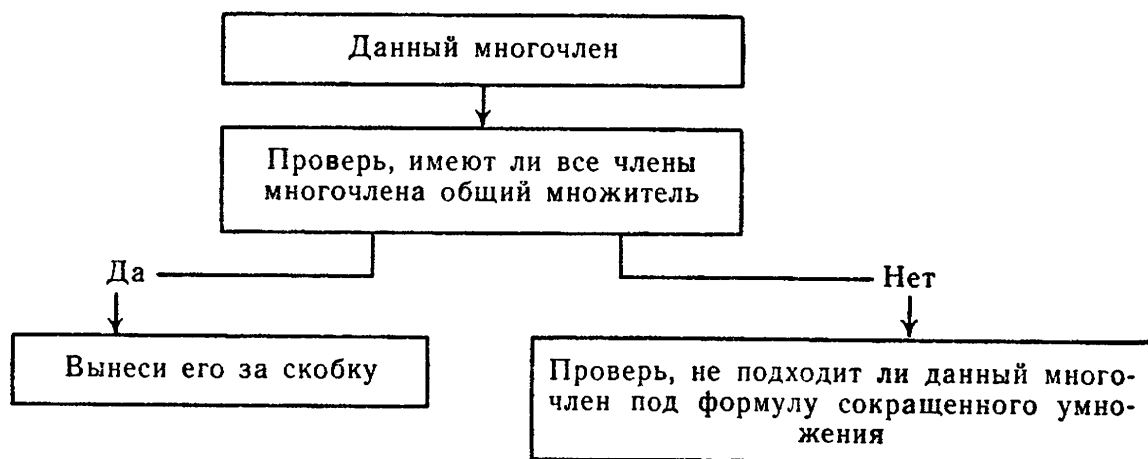 Данный многочлен
Проверь, имеют ли все члены
многочлена общий множитель
Да
Нет
Вынеси его за скобку
Проверь, не подходит ли данный много-
член под формулу сокращенного умно-
жения